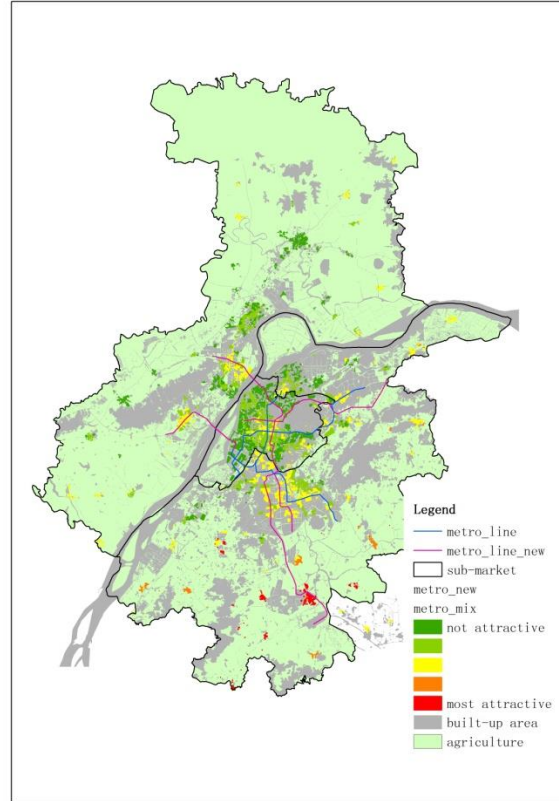 Legend
metro_line
metro_line_new
sub-market
metro_new
metro_mix
not attractive
most attractive
built-up area
agriculture